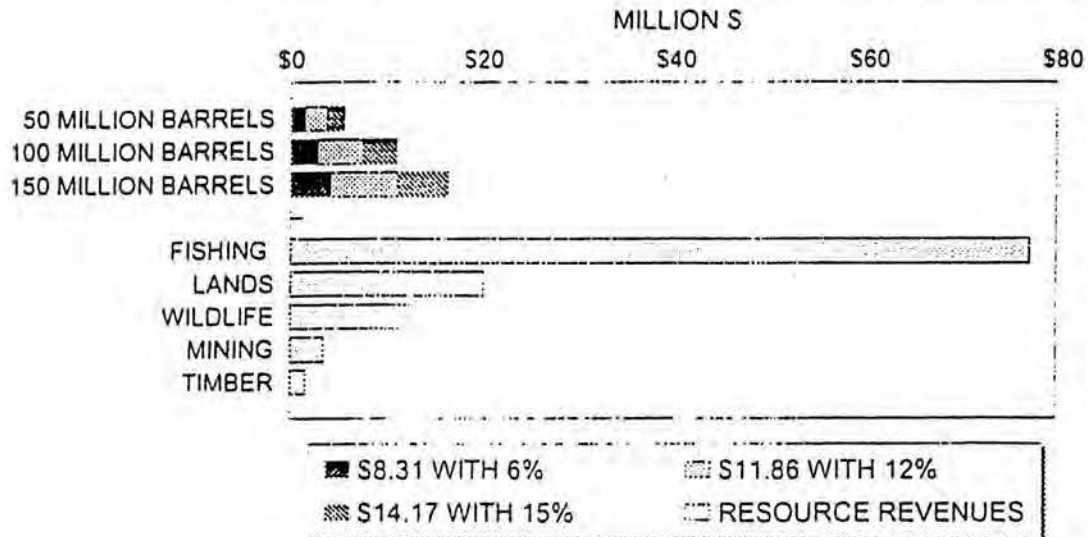 MILLION S
$0 $20 $40 $60 $80
50 MILLION BARRELS
100 MILLION BARRELS
150 MILLION BARRELS
FISHING
LANDS
WILDLIFE
MINING
TIMBER
$8.31 WITH 6% $11.86 WITH 12%
$14.17 WITH 15% RESOURCE REVENUES